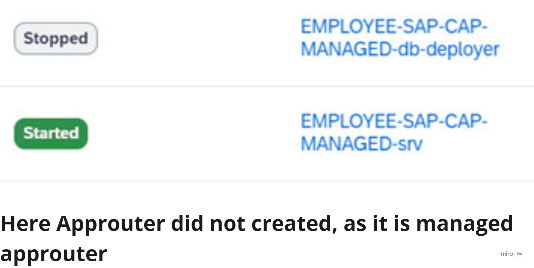 Stopped
EMPLOYEE-SAP-CAP-
MANAGED-db-deployer
Started
EMPLOYEE-SAP-CAP-
MANAGED-srv
Here Approuter did not created, as it is managed
approuter
miro